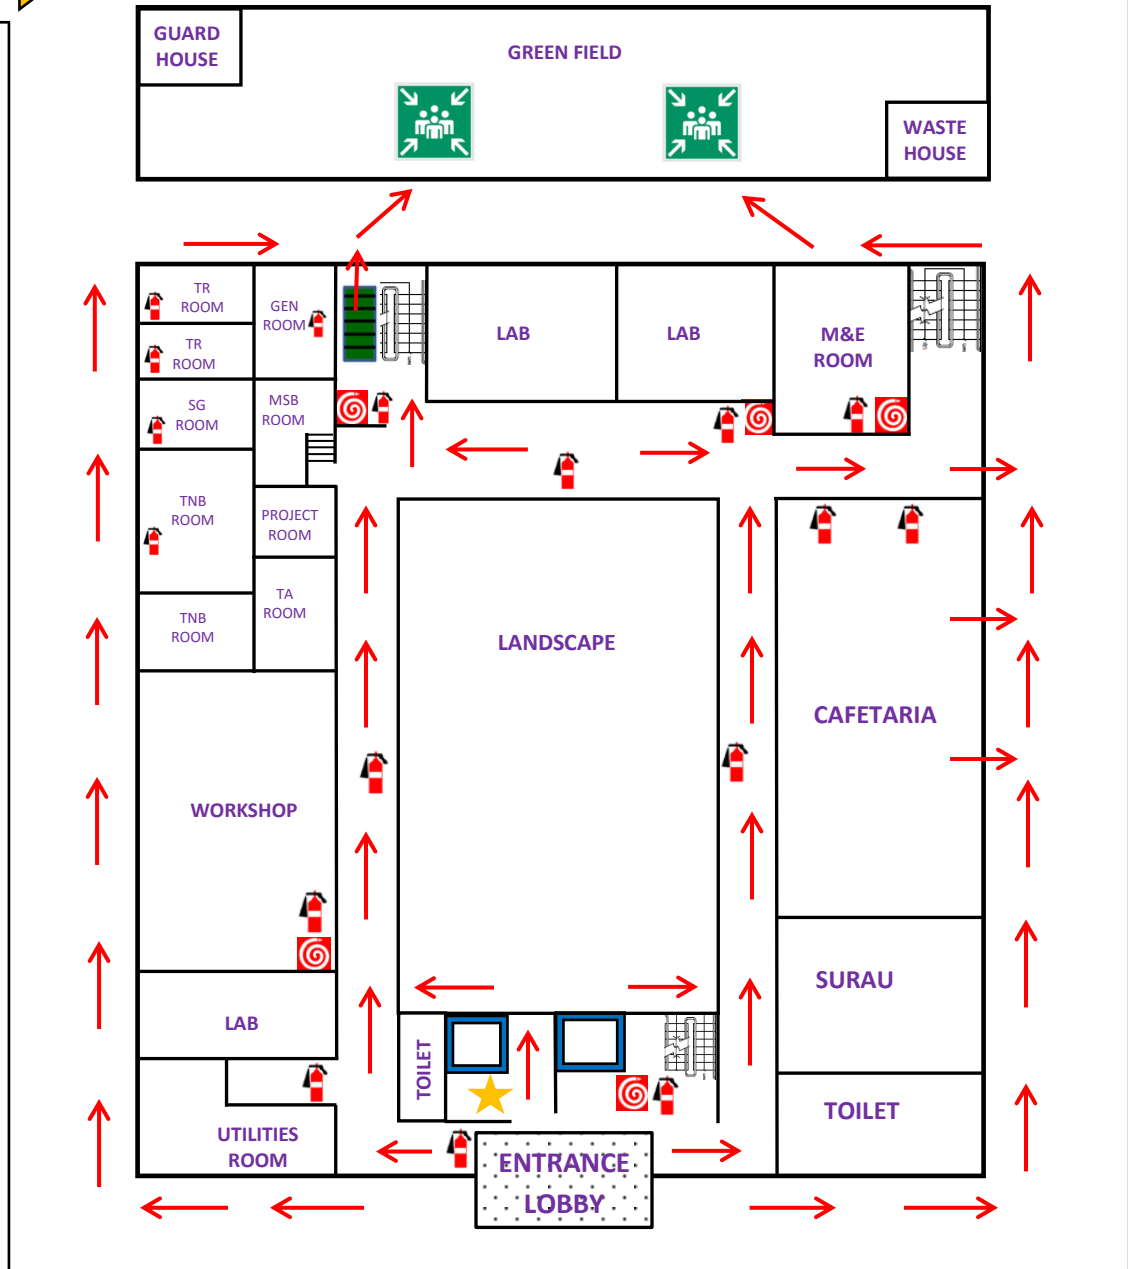 GUARD
HOUSE
GREEN FIELD
WASTE
HOUSE
TR
ROOM
GEN
ROOM
TR
ROOM
LAB
LAB
M&E
ROOM
SG
ROOM
MSB
ROOM
TNB
ROOM
PROJECT
ROOM
TA
ROOM
TNB
ROOM
LANDSCAPE
CAFETARIA
WORKSHOP
SURAU
LAB
TOILET
TOILET
UTILITIES
ROOM
ENTRANCE
LOBBY